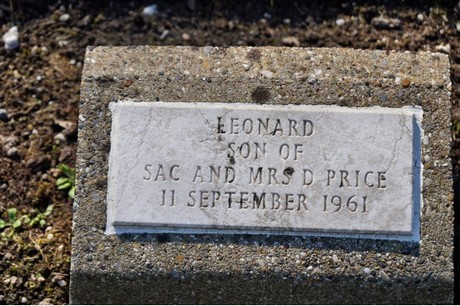 LEONARD
SON OF
SAC AND MRS D PRICE
11 SEPTEMBER 1961